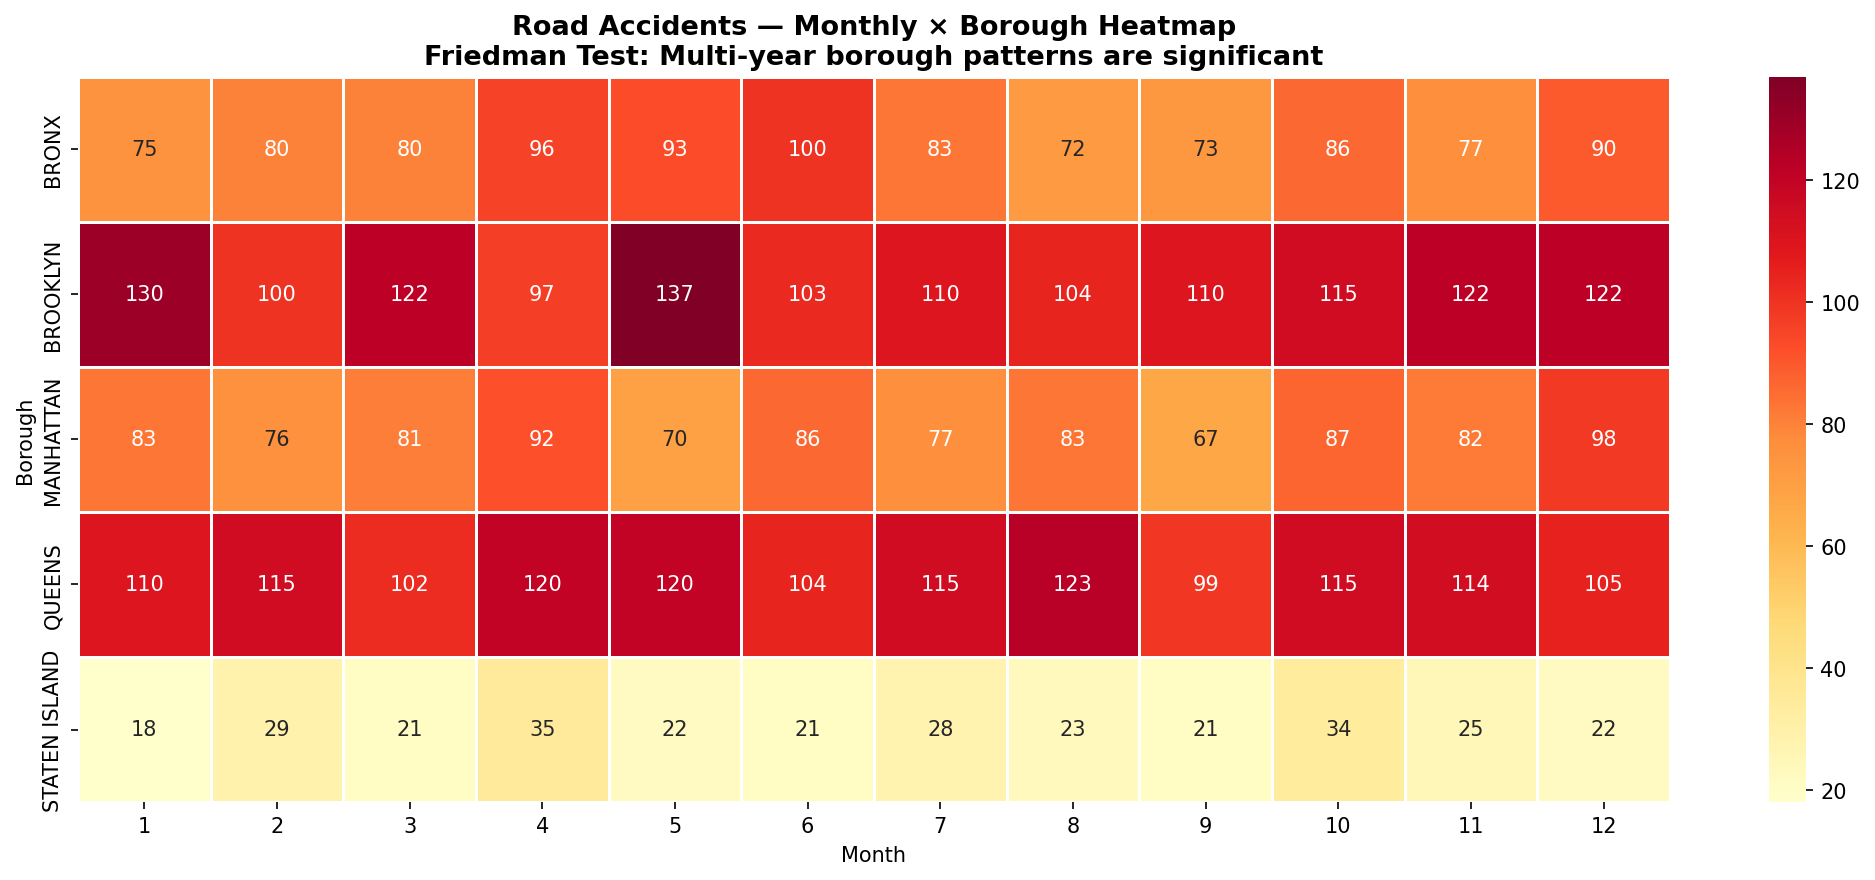 Road Accidents — Monthly × Borough Heatmap
Friedman Test: Multi-year borough patterns are significant
Borough
BRONX
75 80 80 96 93 100 83 72 73 86 77 90
BROOKLYN
130 100 122 97 137 103 110 104 110 115 122 122
MANHATTAN
83 76 81 92 70 86 77 83 67 87 82 98
QUEENS
110 115 102 120 120 104 115 123 99 115 114 105
STATEN ISLAND
18 29 21 35 22 21 28 23 21 34 25 22
1 2 3 4 5 6 7 8 9 10 11 12
Month
120
100
80
60
40
20